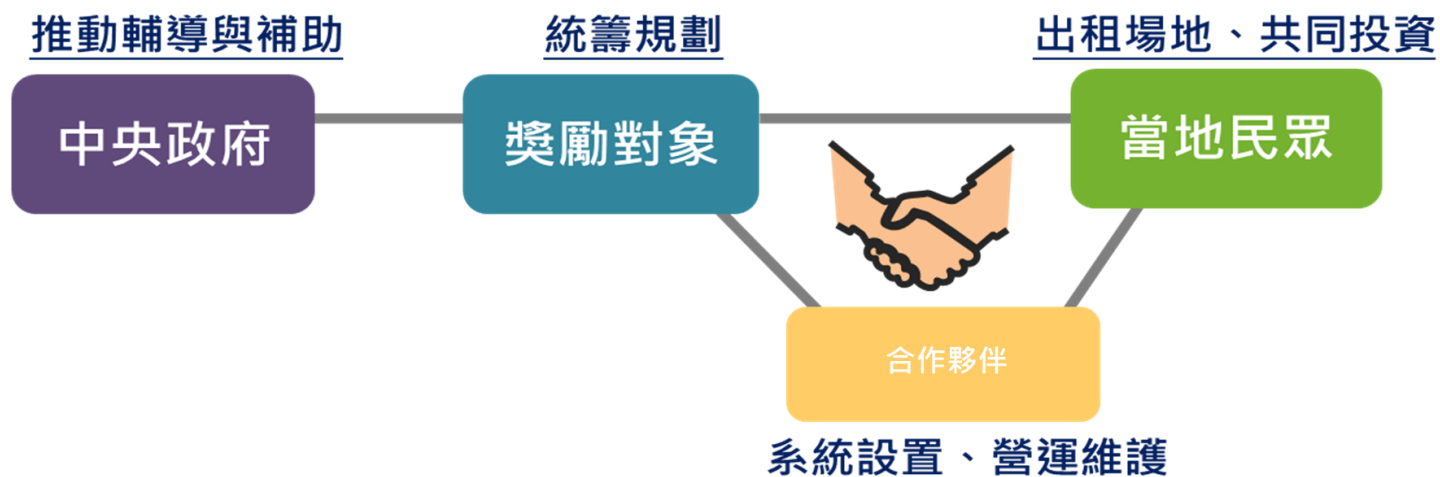 推動輔導與補助
統籌規劃
出租場地、共同投資
中央政府
獎勵對象
當地民眾
合作夥伴
系統設置、營運維護